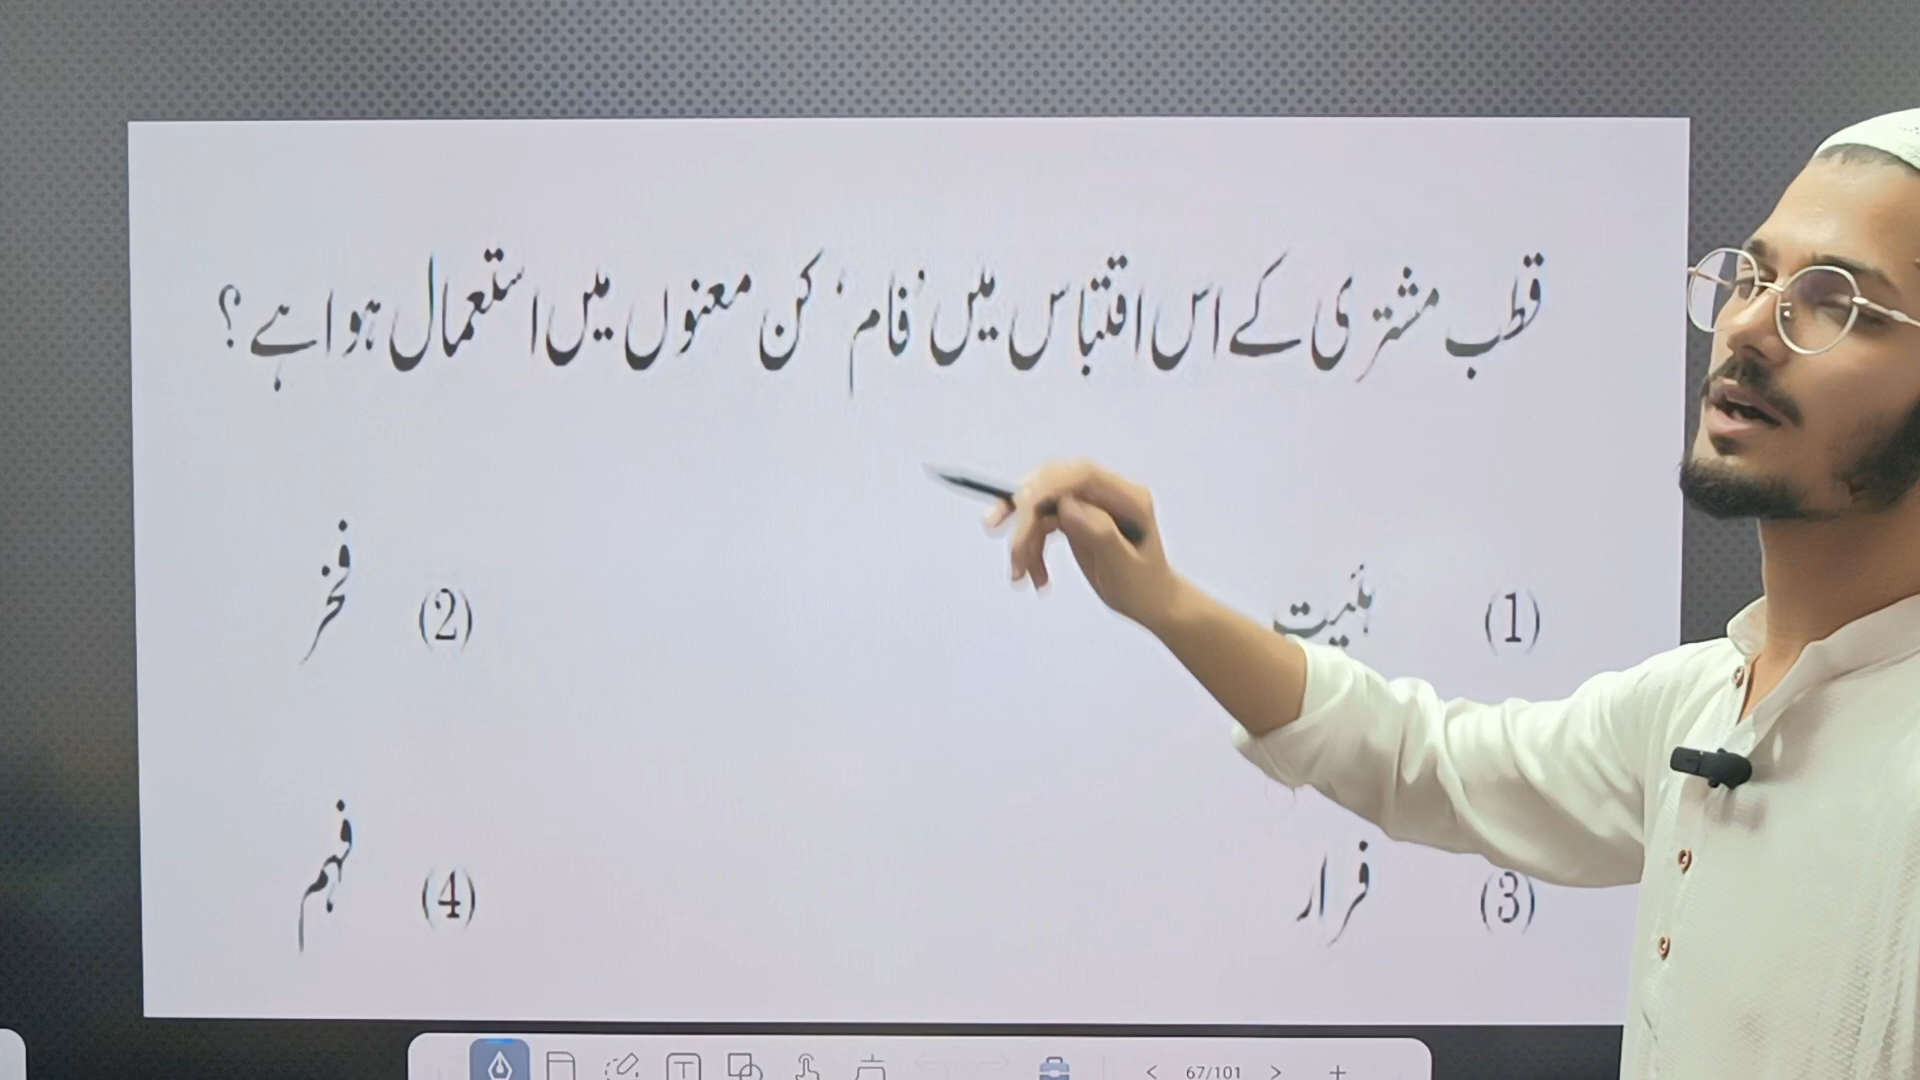 قطب مشتری کے اس اقتباس میں 'فام' کن معنوں میں استعمال ہوا ہے؟
(1) ہئیت
(2) فخر
(3) فرار
(4) فہم
67/101